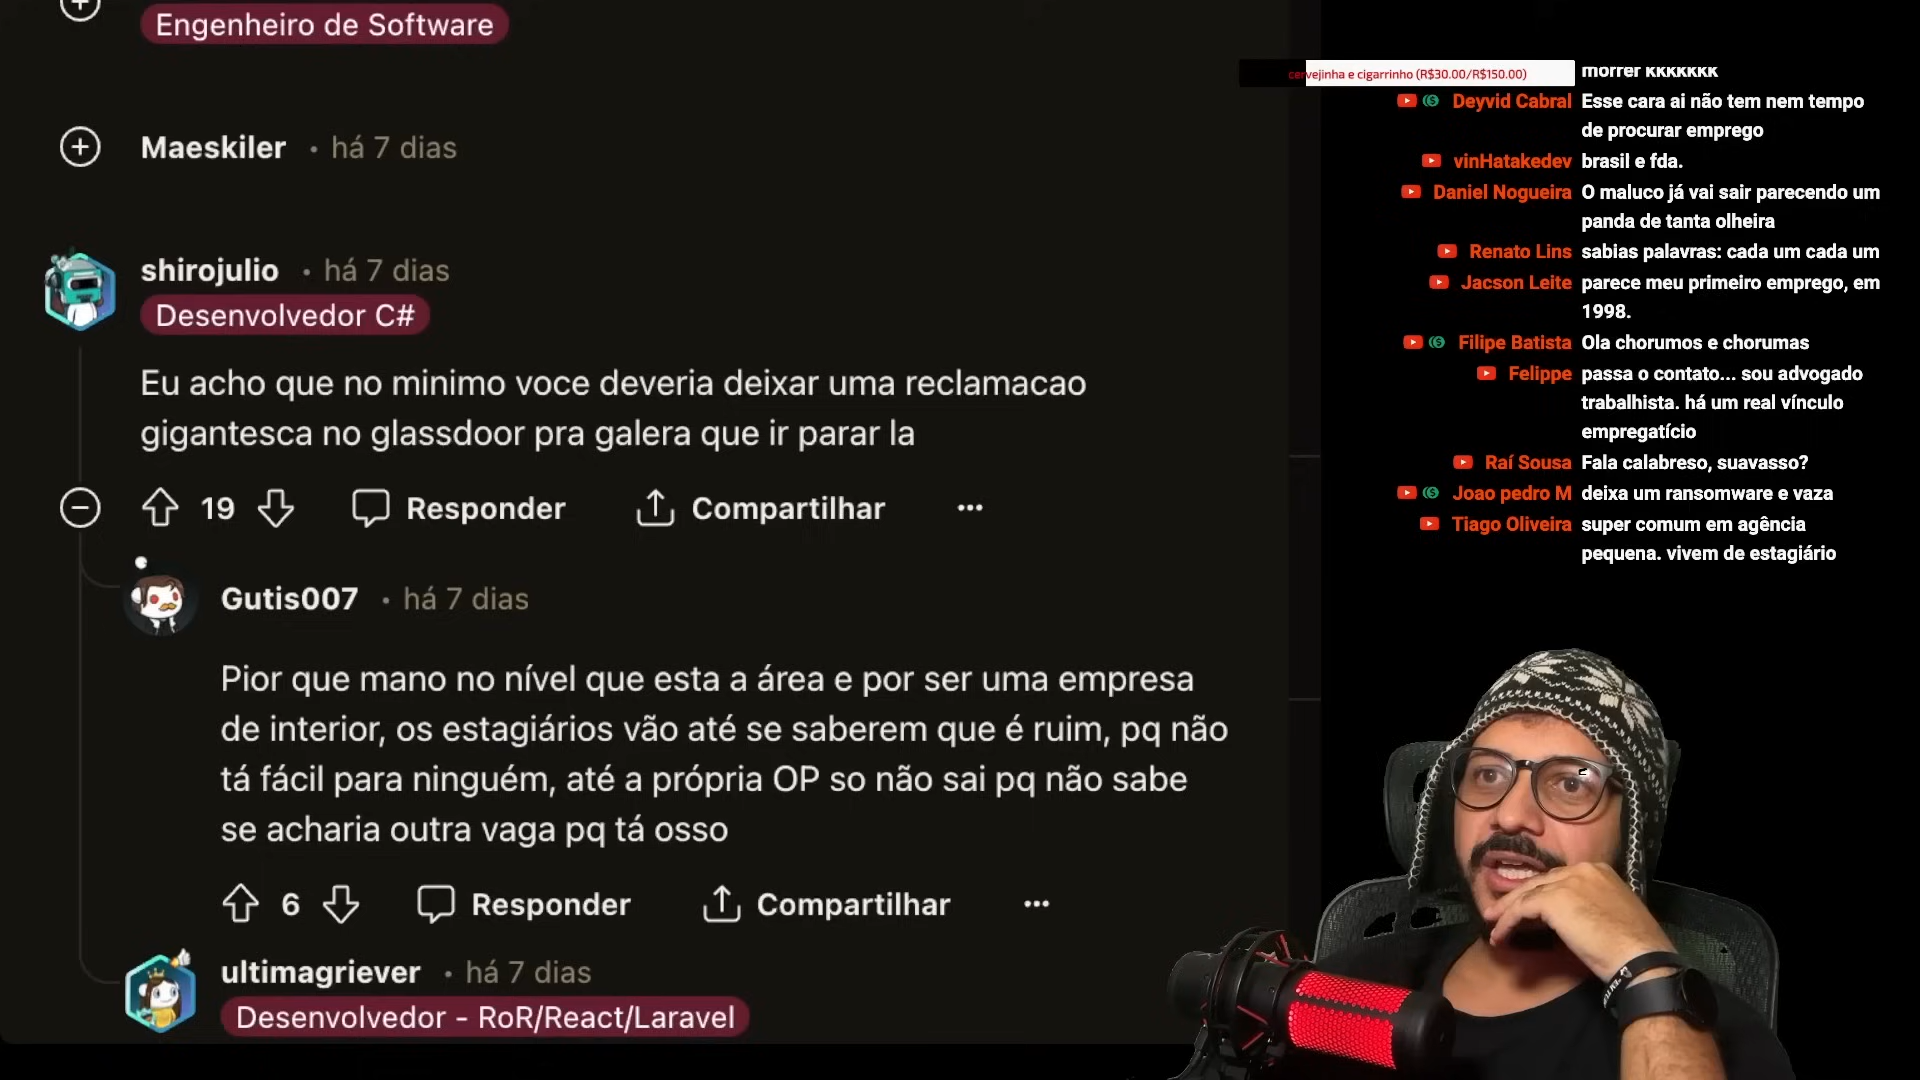 Engenheiro de Software
Maeskiler • há 7 dias
shirojulio • há 7 dias
Desenvolvedor C#
Eu acho que no minimo voce deveria deixar uma reclamacao
gigantesca no glassdoor pra galera que ir parar la
19 Responder Compartilhar ...
Gutis007 • há 7 dias
Pior que mano no nível que esta a área e por ser uma empresa
de interior, os estagiários vão até se saberem que é ruim, pq não
tá fácil para ninguém, até a própria OP so não sai pq não sabe
se acharia outra vaga pq tá osso
6 Responder Compartilhar ...
ultimagriever • há 7 dias
Desenvolvedor - RoR/React/Laravel
cervejinha e cigarrinho (R$30.00/R$150.00)
morrer kkkkkkk
Deyvid Cabral Esse cara ai não tem nem tempo
de procurar emprego
vinHatakedev brasil e fda.
Daniel Nogueira O maluco já vai sair parecendo um
panda de tanta olheira
Renato Lins sabias palavras: cada um cada um
Jacson Leite parece meu primeiro emprego, em
1998.
Filipe Batista Ola chorumos e chorumas
Felippe passa o contato... sou advogado
trabalhista. há um real vínculo
empregatício
Raí Sousa Fala calabreso, suavasso?
Joao pedro M deixa um ransomware e vaza
Tiago Oliveira super comum em agência
pequena. vivem de estagiário